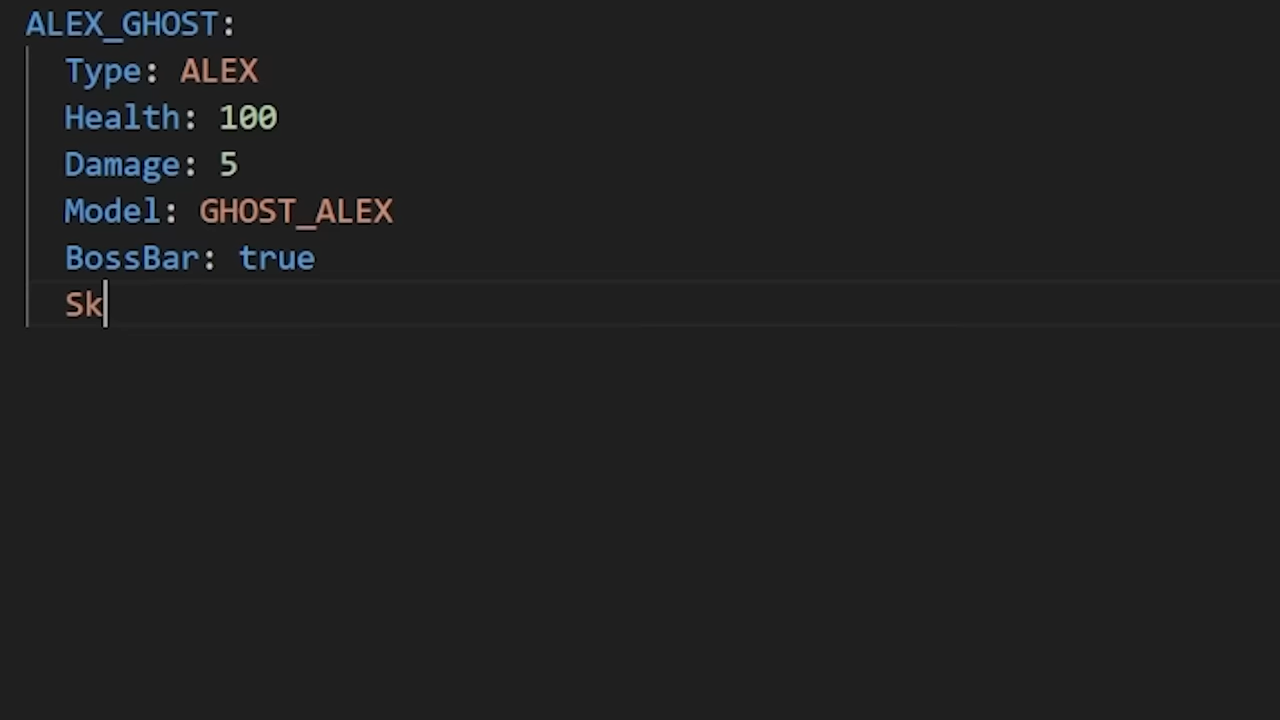 ALEX_GHOST:
Type: ALEX
Health: 100
Damage: 5
Model: GHOST_ALEX
BossBar: true
Sk